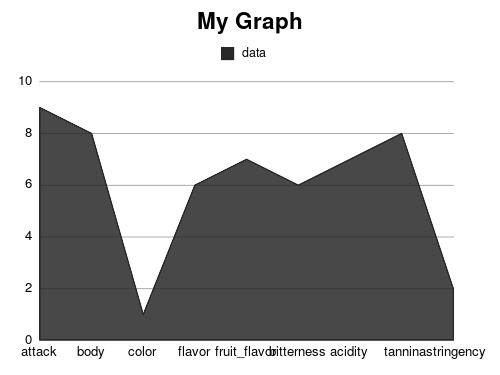 My Graph
data
10
8
6
4
2
0
attack body color flavor fruit_flavor bitterness acidity tannin astringency